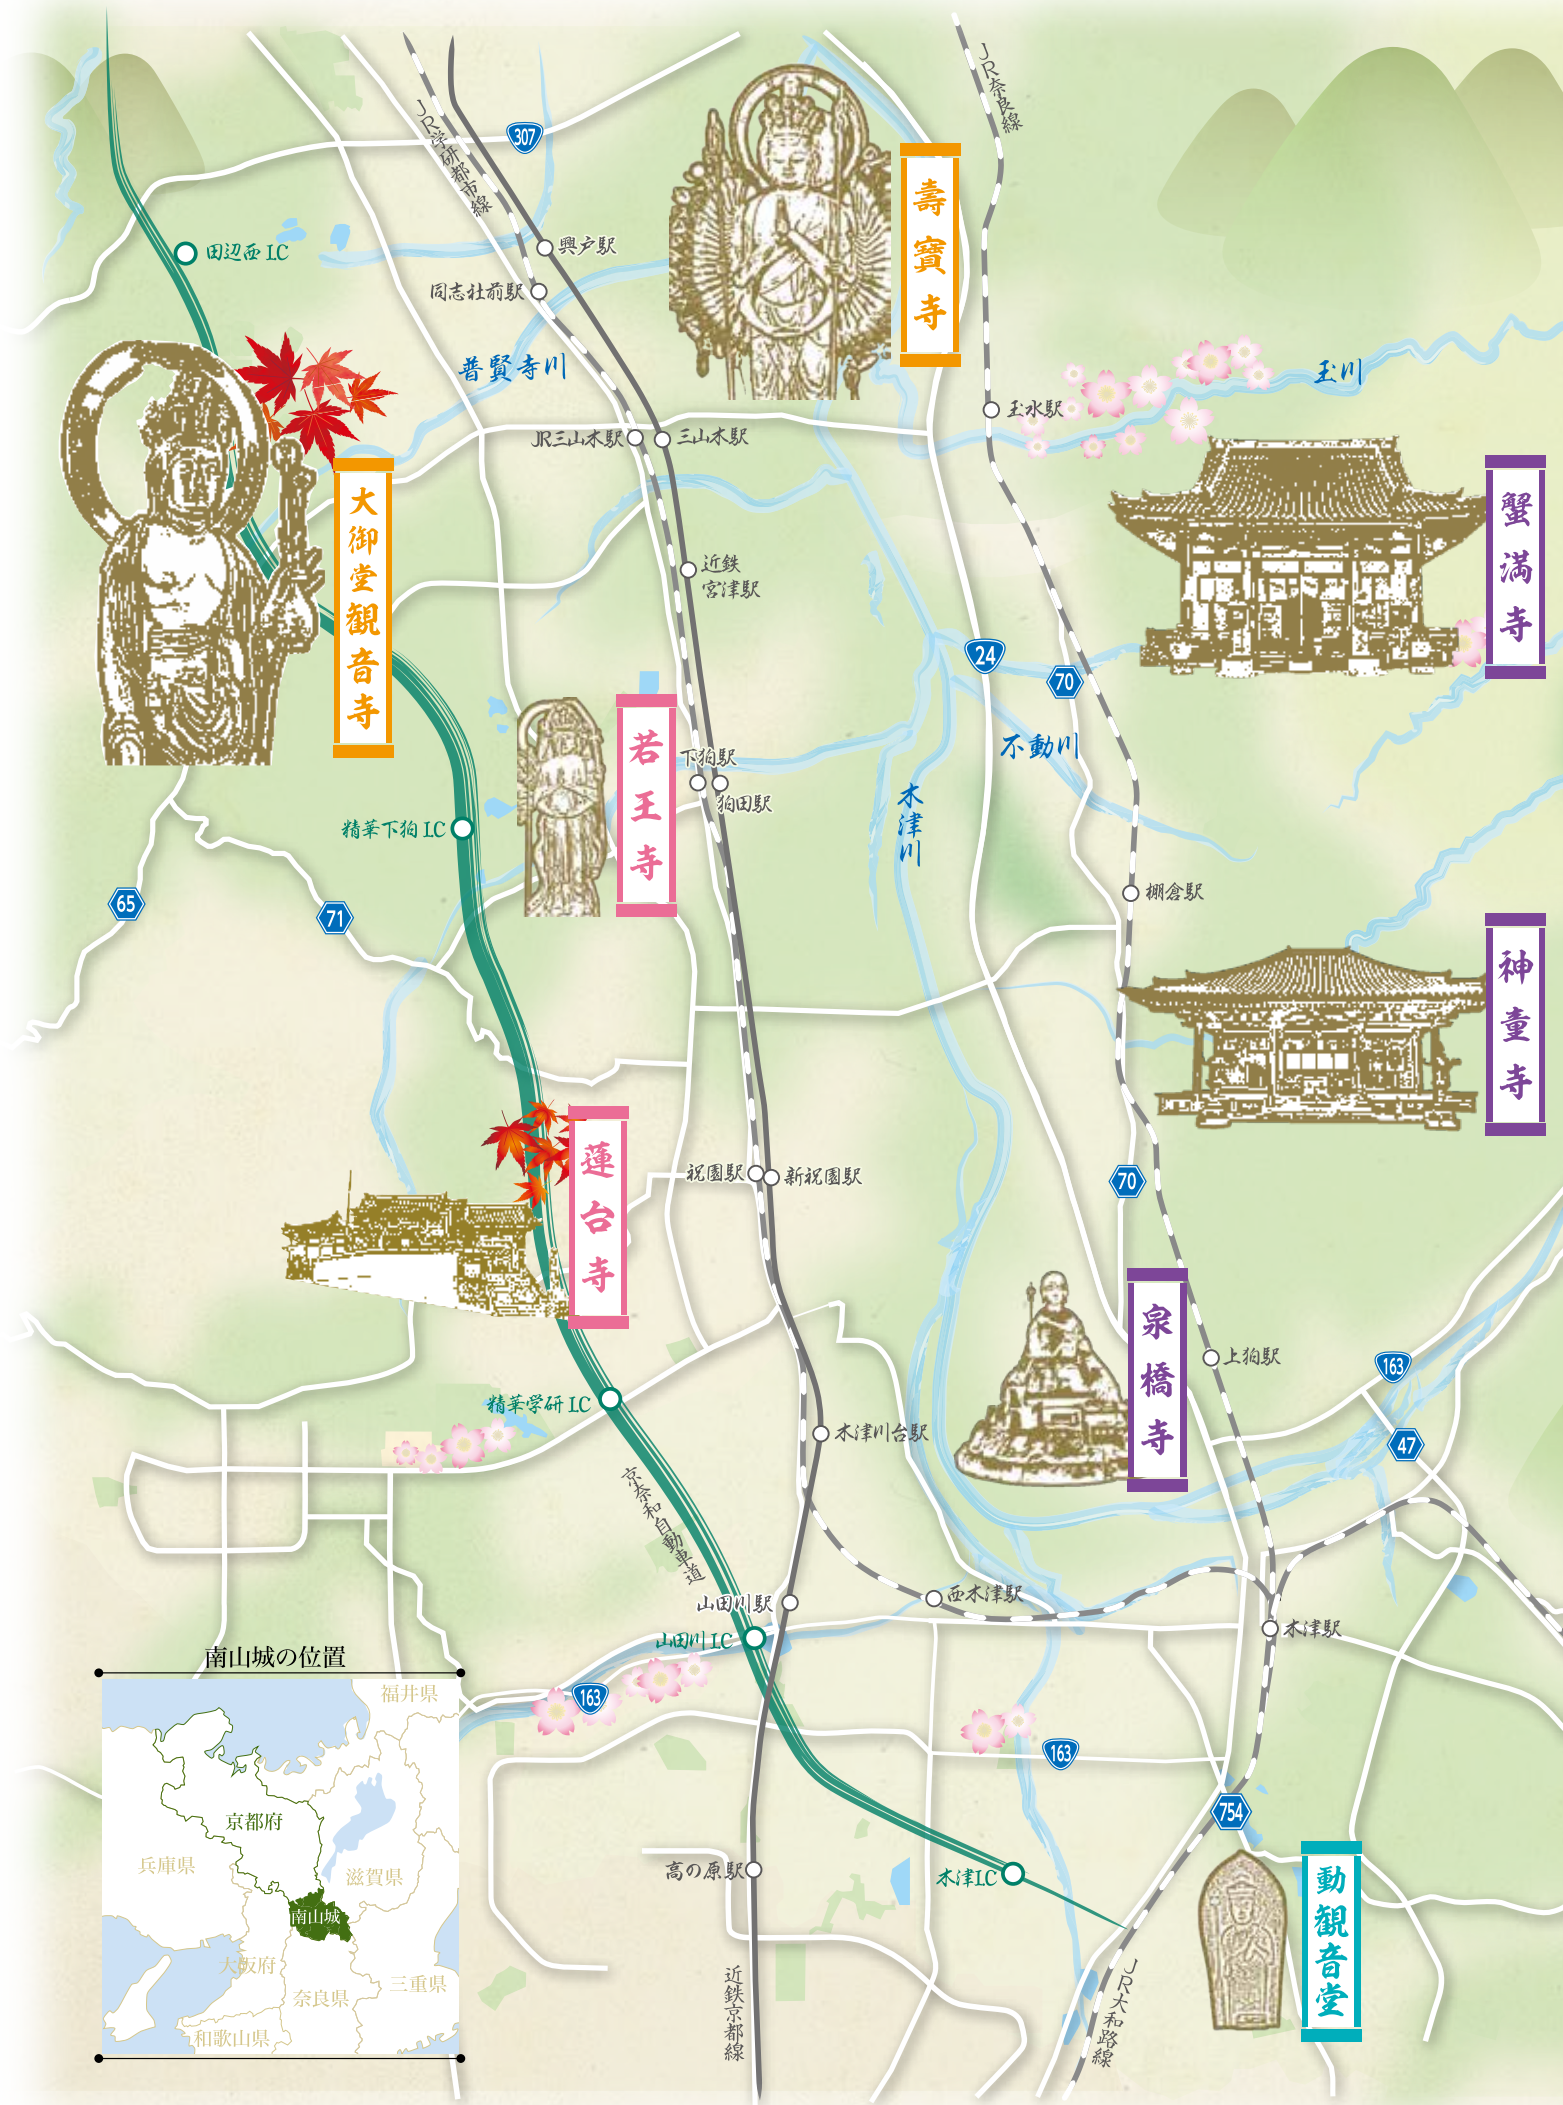 JR奈良線
307
JR学研都市線
壽寶寺
田辺西I.C
興戸駅
同志社前駅
普賢寺川
玉川
玉水駅
JR三山木駅
三山木駅
大御堂観音寺
蟹満寺
近鉄
宮津駅
24
70
若王寺
下狛駅
不動川
狛田駅
木津川
精華下狛I.C
棚倉駅
65
71
神童寺
蓮台寺
祝園駅
新祝園駅
70
泉橋寺
上狛駅
163
精華学研I.C
木津川台駅
47
京奈和自動車道
山田川駅
西木津駅
山田川I.C
木津駅
南山城の位置
163
福井県
163
754
京都府
兵庫県
滋賀県
高の原駅
木津I.C
動観音堂
南山城
大阪府
三重県
奈良県
和歌山県
近鉄京都線
JR大和路線